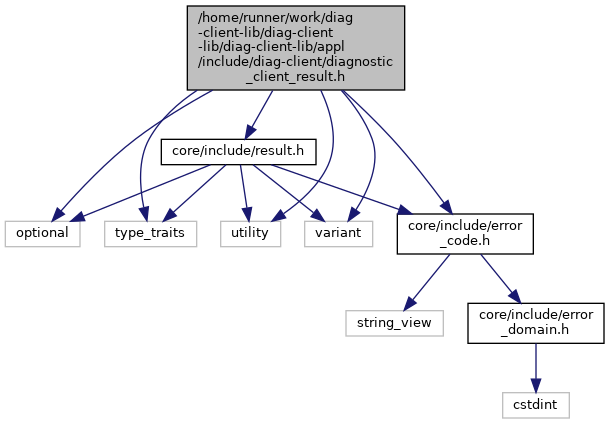 /home/runner/work/diag
-client-lib/diag-client
-lib/diag-client-lib/appl
/include/diag-client/diagnostic
_client_result.h
core/include/result.h
optional
type_traits
utility
variant
core/include/error
_code.h
string_view
core/include/error
_domain.h
cstdint